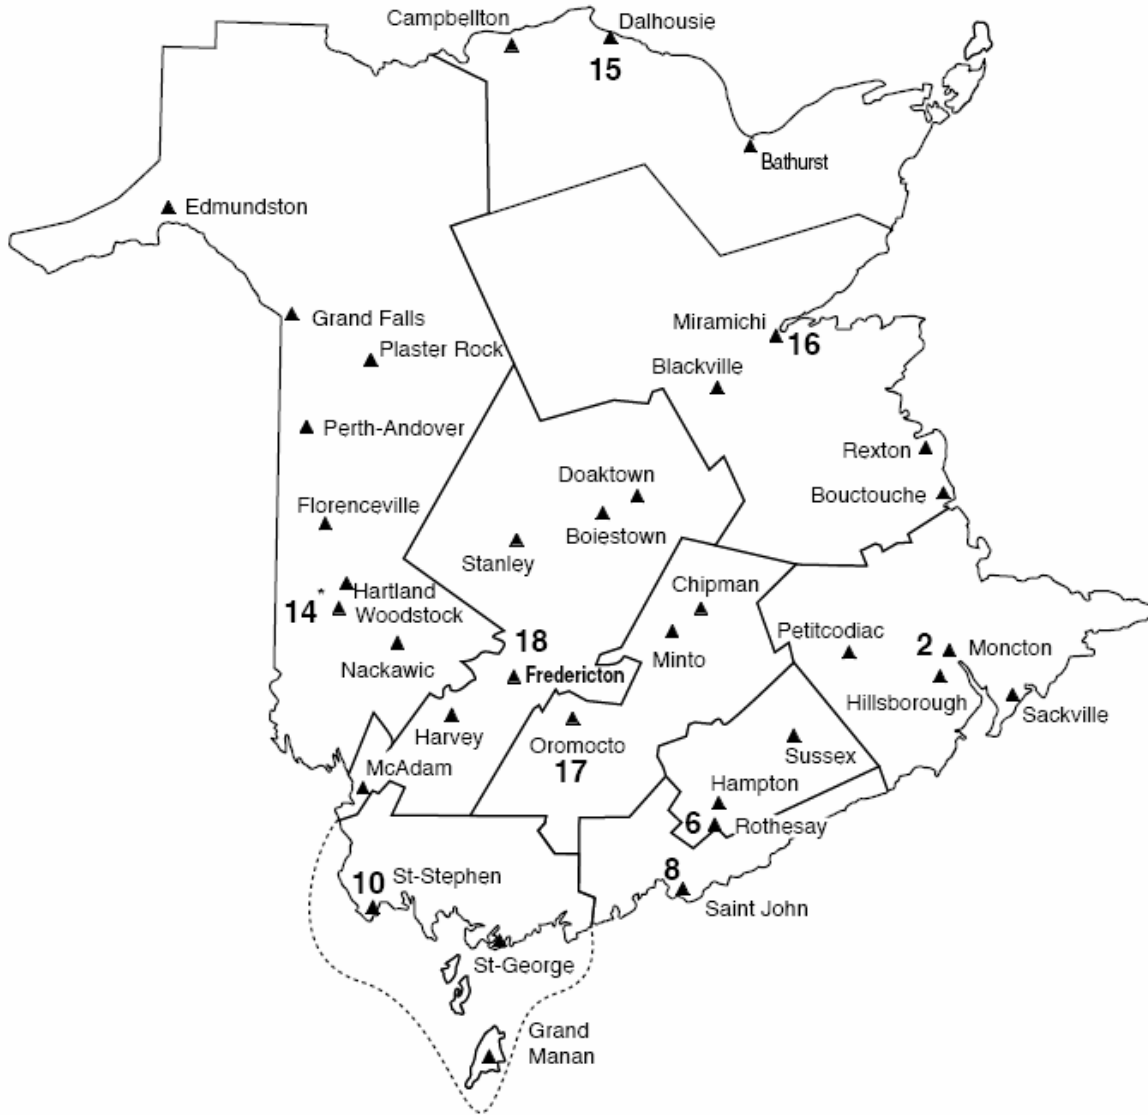 Campbellton
Dalhousie
15
Bathurst
Edmundston
Grand Falls
Plaster Rock
Miramichi
16
Blackville
Perth-Andover
Rexton
Doaktown
Bouctouche
Florenceville
Boiestown
Stanley
Chipman
Hartland
14*
Woodstock
Petitcodiac
18
2
Moncton
Minto
Nackawic
Fredericton
Hillsborough
Sackville
Harvey
Oromocto
Sussex
17
McAdam
Hampton
6
Rothesay
10
St-Stephen
8
Saint John
St-George
Grand
Manan